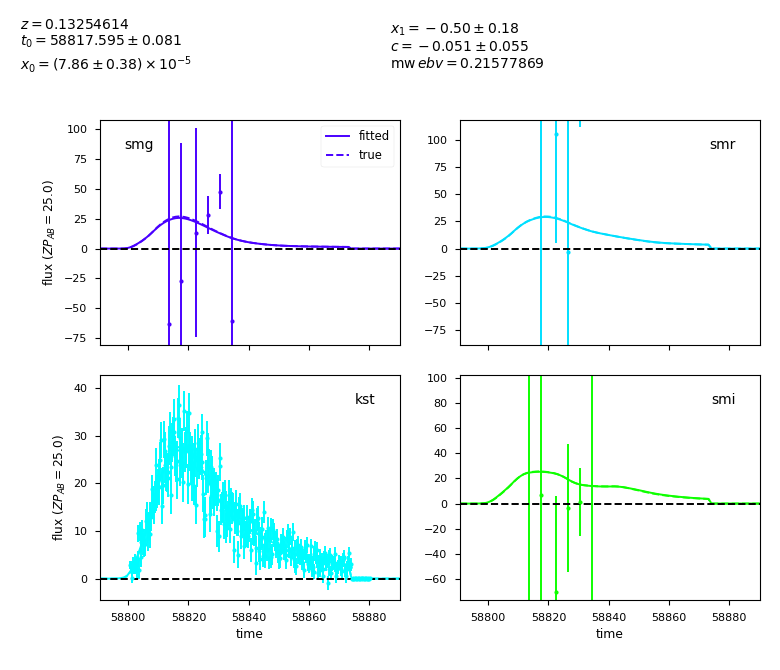 z = 0.13254614
t₀ = 58817.595 ± 0.081
x₀ = (7.86 ± 0.38) × 10⁻⁵
x₁ = −0.50 ± 0.18
c = −0.051 ± 0.055
mw ebv = 0.21577869
smg
fitted
true
100
75
50
25
0
−25
−50
−75
flux (ZP_AB = 25.0)
smr
100
75
50
25
0
−25
−50
−75
kst
40
30
20
10
0
flux (ZP_AB = 25.0)
58800 58820 58840 58860 58880
time
smi
100
80
60
40
20
0
−20
−40
−60
58800 58820 58840 58860 58880
time